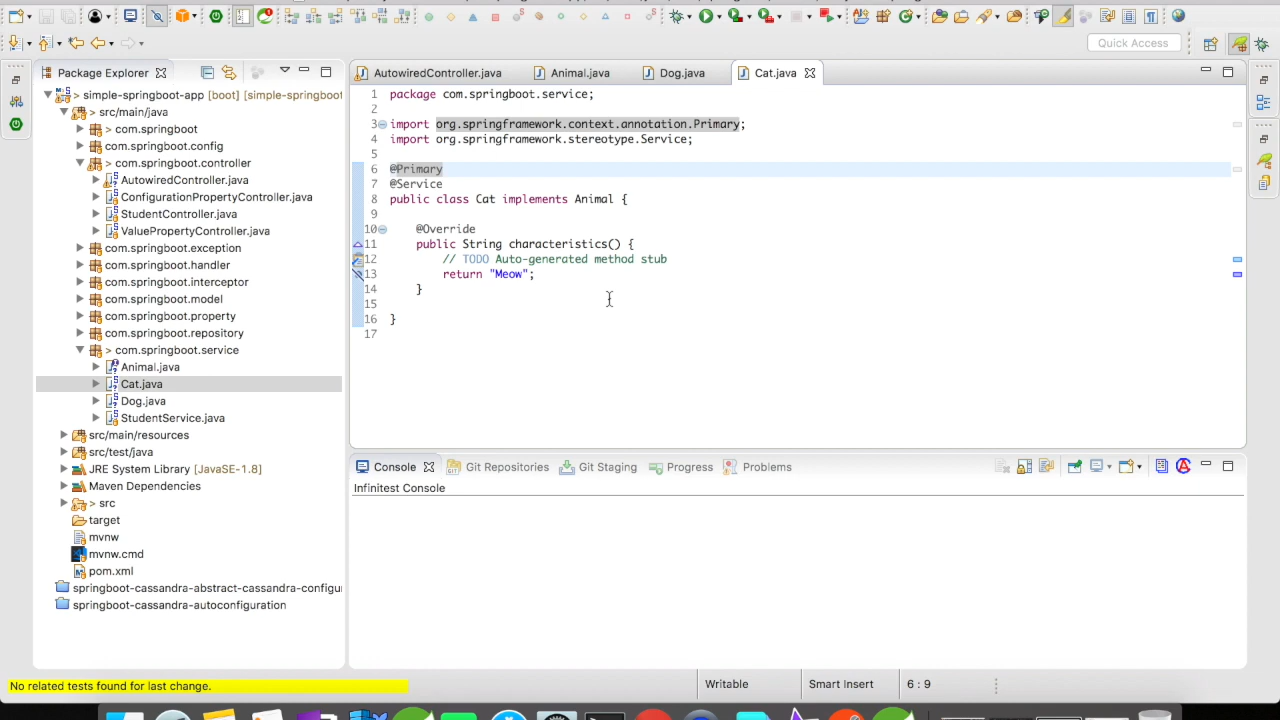 Quick Access
Package Explorer
simple-springboot-app [boot] [simple-springboot
> src/main/java
> com.springboot
> com.springboot.config
> com.springboot.controller
AutowiredController.java
ConfigurationPropertyController.java
StudentController.java
ValuePropertyController.java
> com.springboot.exception
> com.springboot.handler
> com.springboot.interceptor
> com.springboot.model
> com.springboot.property
> com.springboot.repository
> com.springboot.service
Animal.java
Cat.java
Dog.java
StudentService.java
src/main/resources
src/test/java
JRE System Library [JavaSE-1.8]
Maven Dependencies
> src
target
mvnw
mvnw.cmd
pom.xml
springboot-cassandra-abstract-cassandra-configur
springboot-cassandra-autoconfiguration
AutowiredController.java Animal.java Dog.java Cat.java
1 package com.springboot.service;
2
3 import org.springframework.context.annotation.Primary;
4 import org.springframework.stereotype.Service;
5
6 @Primary
7 @Service
8 public class Cat implements Animal {
9
10 @Override
11 public String characteristics() {
12 // TODO Auto-generated method stub
13 return "Meow";
14 }
15
16 }
17
Console Git Repositories Git Staging Progress Problems
Infinitest Console
No related tests found for last change.
Writable Smart Insert 6 : 9